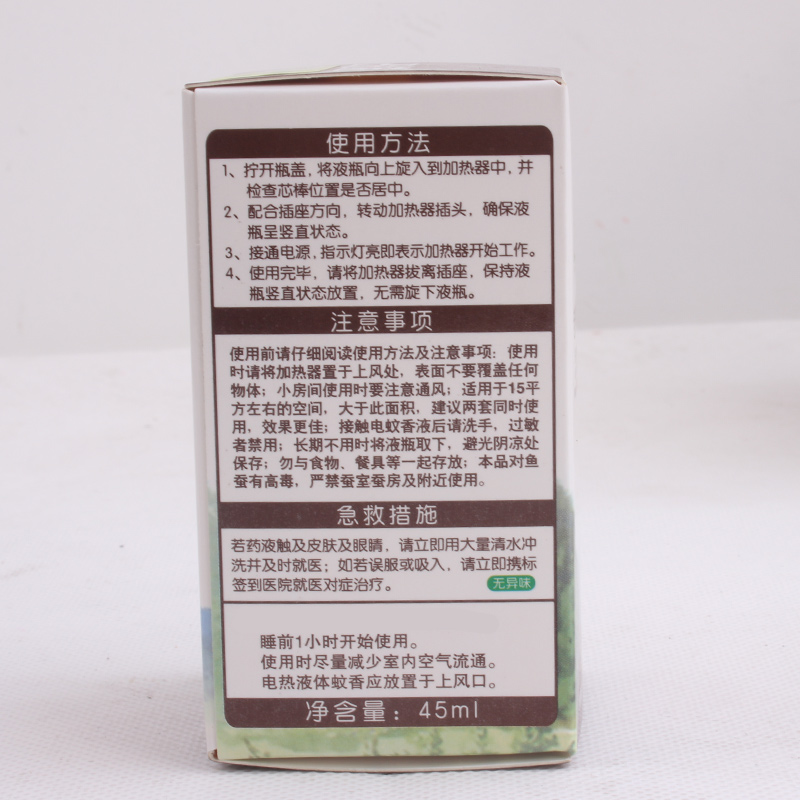 使用方法
1、拧开瓶盖，将液瓶向上旋入到加热器中，并
检查芯棒位置是否居中。
2、配合插座方向，转动加热器插头，确保液
瓶呈竖直状态。
3、接通电源，指示灯亮即表示加热器开始工作。
4、使用完毕，请将加热器拔离插座，保持液
瓶竖直状态放置，无需旋下液瓶。
注意事项
使用前请仔细阅读使用方法及注意事项：使用
时请将加热器置于上风处，表面不要覆盖任何
物体；小房间使用时要注意通风；适用于15平
方左右的空间，大于此面积，建议两套同时使
用，效果更佳；接触电蚊香液后请洗手，过敏
者禁用；长期不用时将液瓶取下，避光阴凉处
保存；勿与食物、餐具等一起存放；本品对鱼
蚕有高毒，严禁蚕室蚕房及附近使用。
急救措施
若药液触及皮肤及眼睛，请立即用大量清水冲
洗并及时就医；如若误服或吸入，请立即携标
签到医院就医对症治疗。
无异味
睡前1小时开始使用。
使用时尽量减少室内空气流通。
电热液体蚊香应放置于上风口。
净含量：45ml